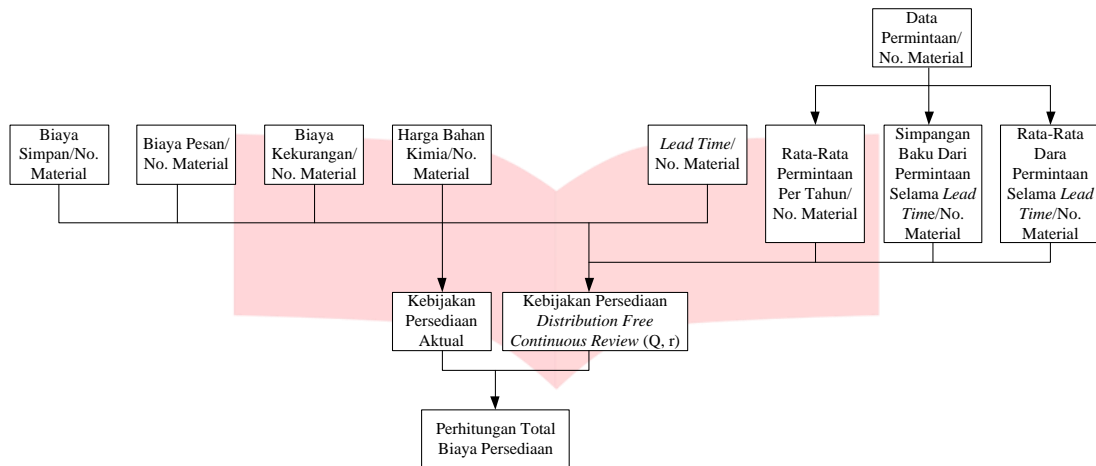 Data
Permintaan/
No. Material
Biaya
Simpan/No.
Material
Biaya Pesan/
No. Material
Biaya
Kekurangan/
No. Material
Harga Bahan
Kimia/No.
Material
Lead Time/
No. Material
Rata-Rata
Permintaan
Per Tahun/
No. Material
Simpangan
Baku Dari
Permintaan
Selama Lead
Time/No.
Material
Rata-Rata
Dara
Permintaan
Selama Lead
Time/No.
Material
Kebijakan
Persediaan
Aktual
Kebijakan Persediaan
Distribution Free
Continuous Review (Q, r)
Perhitungan Total
Biaya Persediaan